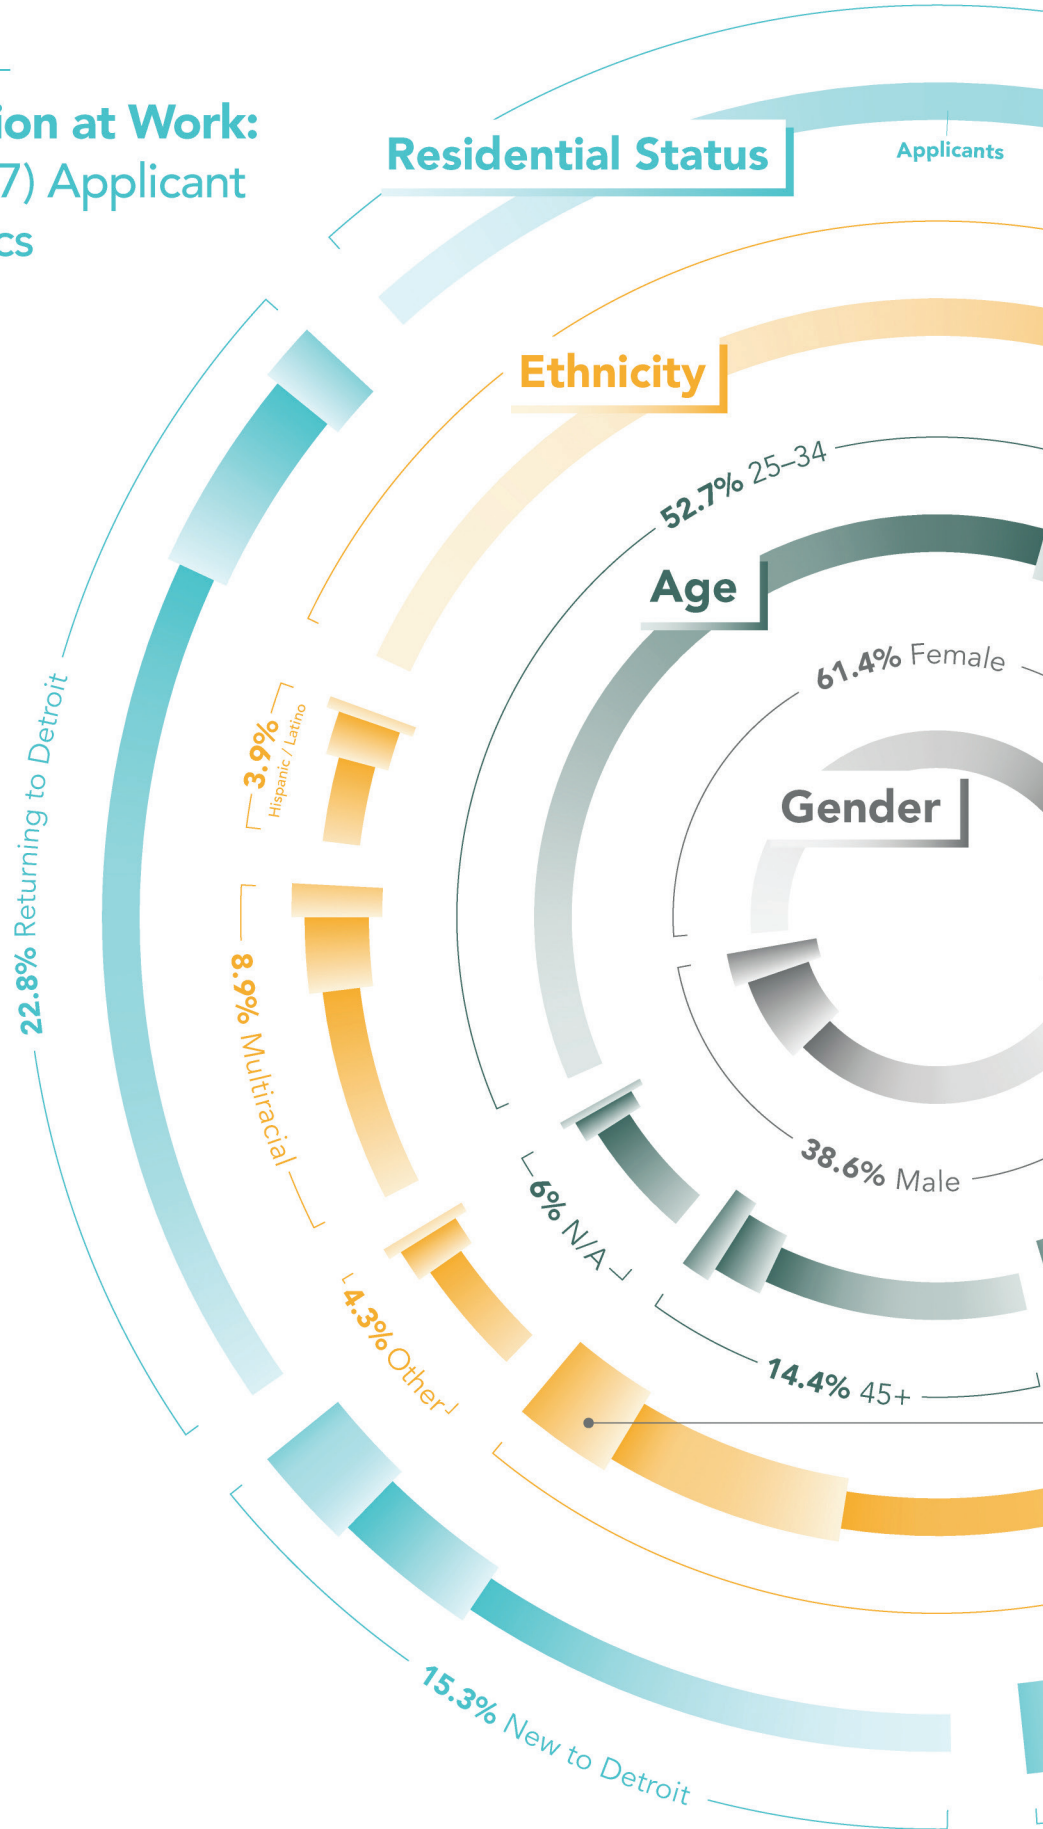 ion at Work:
7) Applicant
cs
Residential Status
Applicants
Ethnicity
52.7% 25–34
Age
61.4% Female
Gender
3.9%
Hispanic / Latino
22.8% Returning to Detroit
8.9% Multiracial
38.6% Male
6% N/A
4.3% Other
14.4% 45+
15.3% New to Detroit